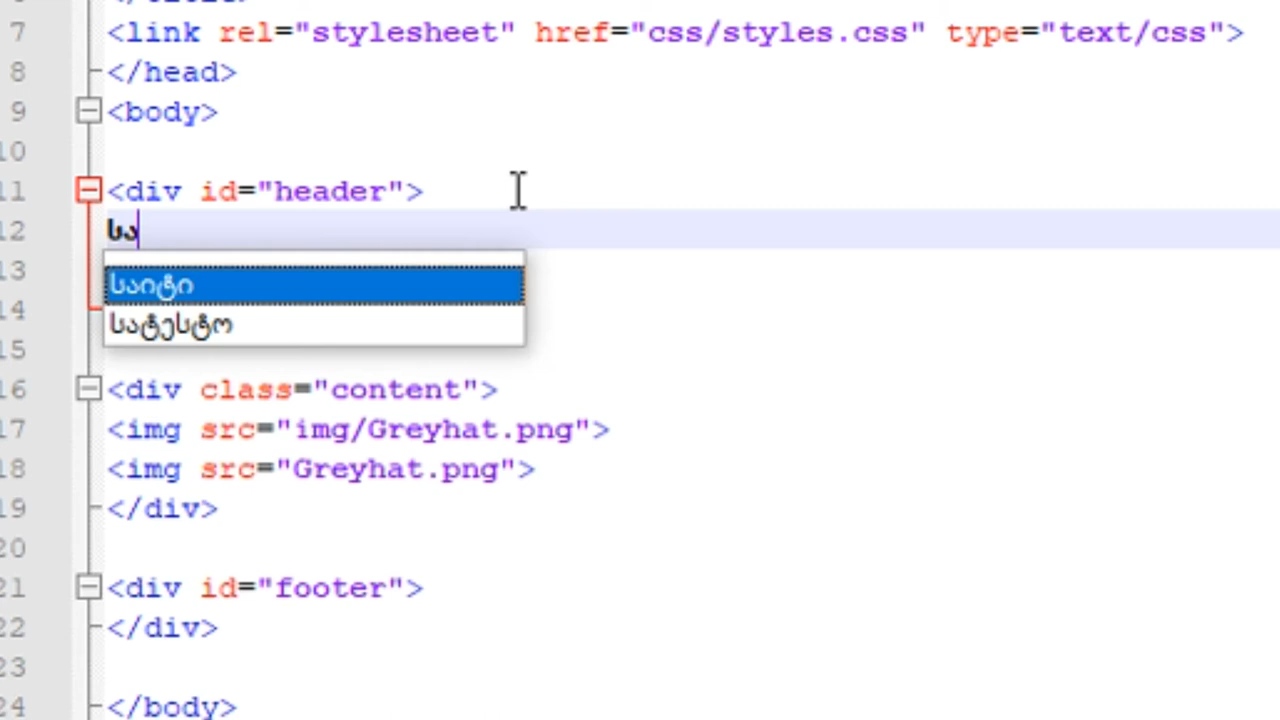 7 <link rel="stylesheet" href="css/styles.css" type="text/css">
8 </head>
9 <body>
10
11 <div id="header">
12 სა
საიტი
13
სატესტო
14
15
16 <div class="content">
17 <img src="img/Greyhat.png">
18 <img src="Greyhat.png">
19 </div>
20
21 <div id="footer">
22 </div>
23
24 </body>